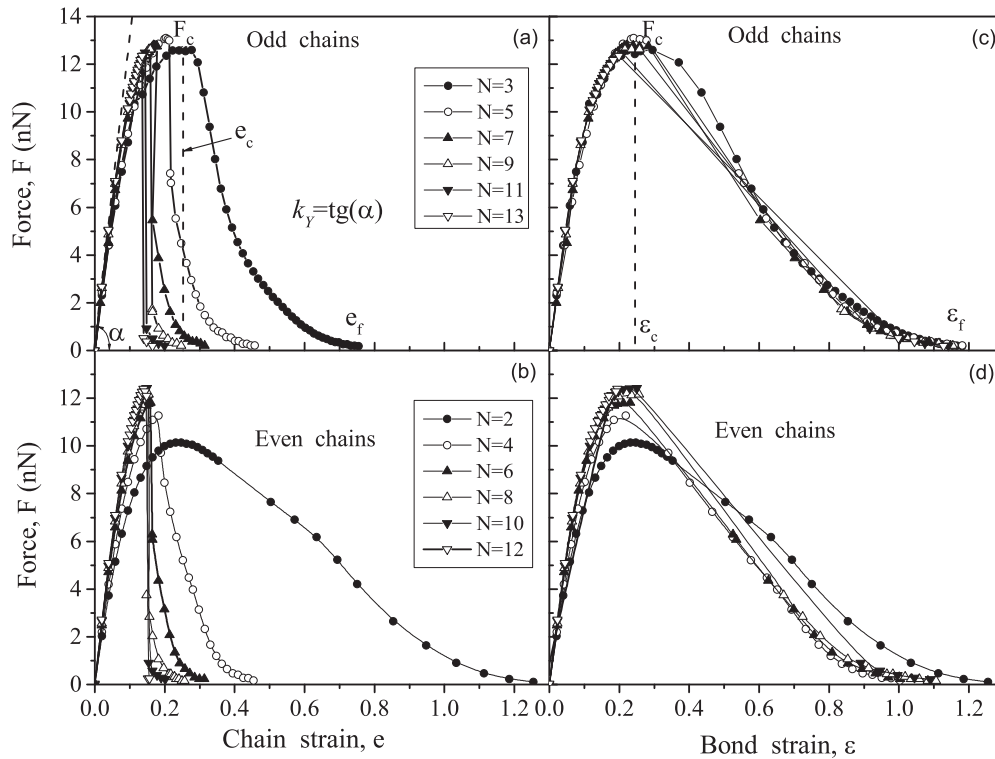 14
12
10
8
6
4
2
0
Force, F (nN)
F_c
Odd chains
(a)
N=3
N=5
N=7
N=9
N=11
N=13
e_c
k_Y=tg(α)
α
e_f
F_c
Odd chains
(c)
ε_c
ε_f
12
10
8
6
4
2
0
Force, F (nN)
(b)
Even chains
N=2
N=4
N=6
N=8
N=10
N=12
(d)
Even chains
0.0 0.2 0.4 0.6 0.8 1.0 1.2
Chain strain, e
0.0 0.2 0.4 0.6 0.8 1.0 1.2
Bond strain, ε